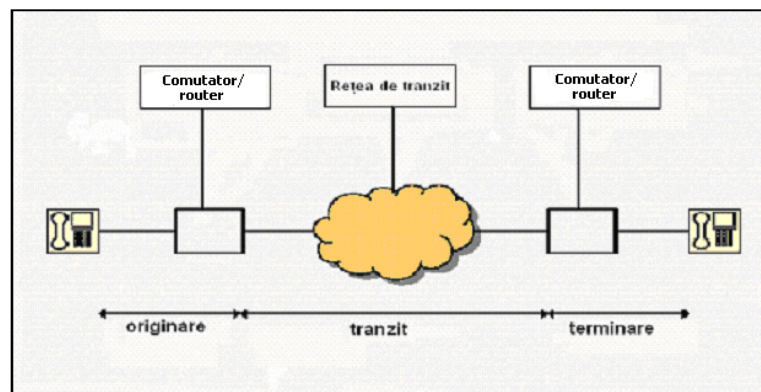 Comutator/
router
Rețea de tranzit
Comutator/
router
originare
tranzit
terminare